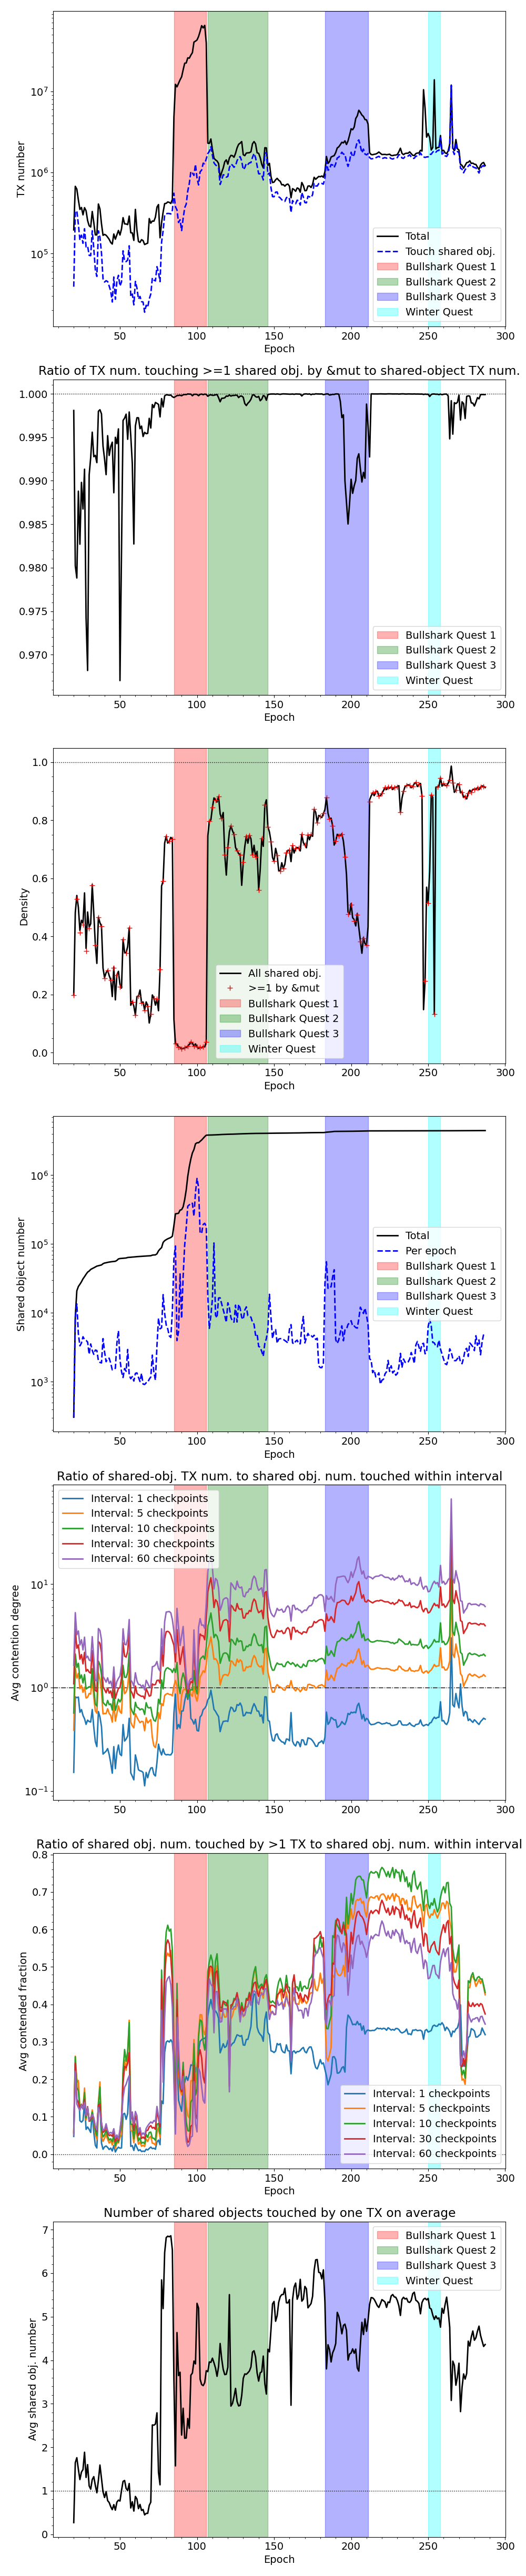 10⁷
10⁶
10⁵
TX number
Total
Touch shared obj.
Bullshark Quest 1
Bullshark Quest 2
Bullshark Quest 3
Winter Quest
50 100 150 200 250 300
Epoch
Ratio of TX num. touching >=1 shared obj. by &mut to shared-object TX num.
1.000
0.995
0.990
0.985
0.980
0.975
0.970
Bullshark Quest 1
Bullshark Quest 2
Bullshark Quest 3
Winter Quest
50 100 150 200 250 300
Epoch
1.0
0.8
0.6
0.4
0.2
0.0
Density
All shared obj.
>=1 by &mut
Bullshark Quest 1
Bullshark Quest 2
Bullshark Quest 3
Winter Quest
50 100 150 200 250 300
Epoch
10⁶
10⁵
10⁴
10³
Shared object number
Total
Per epoch
Bullshark Quest 1
Bullshark Quest 2
Bullshark Quest 3
Winter Quest
50 100 150 200 250 300
Epoch
Ratio of shared-obj. TX num. to shared obj. num. touched within interval
Interval: 1 checkpoints
Interval: 5 checkpoints
Interval: 10 checkpoints
Interval: 30 checkpoints
Interval: 60 checkpoints
10¹
10⁰
10⁻¹
Avg contention degree
50 100 150 200 250 300
Epoch
Ratio of shared obj. num. touched by >1 TX to shared obj. num. within interval
0.8
0.7
0.6
0.5
0.4
0.3
0.2
0.1
0.0
Avg contended fraction
Interval: 1 checkpoints
Interval: 5 checkpoints
Interval: 10 checkpoints
Interval: 30 checkpoints
Interval: 60 checkpoints
50 100 150 200 250 300
Epoch
Number of shared objects touched by one TX on average
7
6
5
4
3
2
1
0
Avg shared obj. number
Bullshark Quest 1
Bullshark Quest 2
Bullshark Quest 3
Winter Quest
50 100 150 200 250 300
Epoch